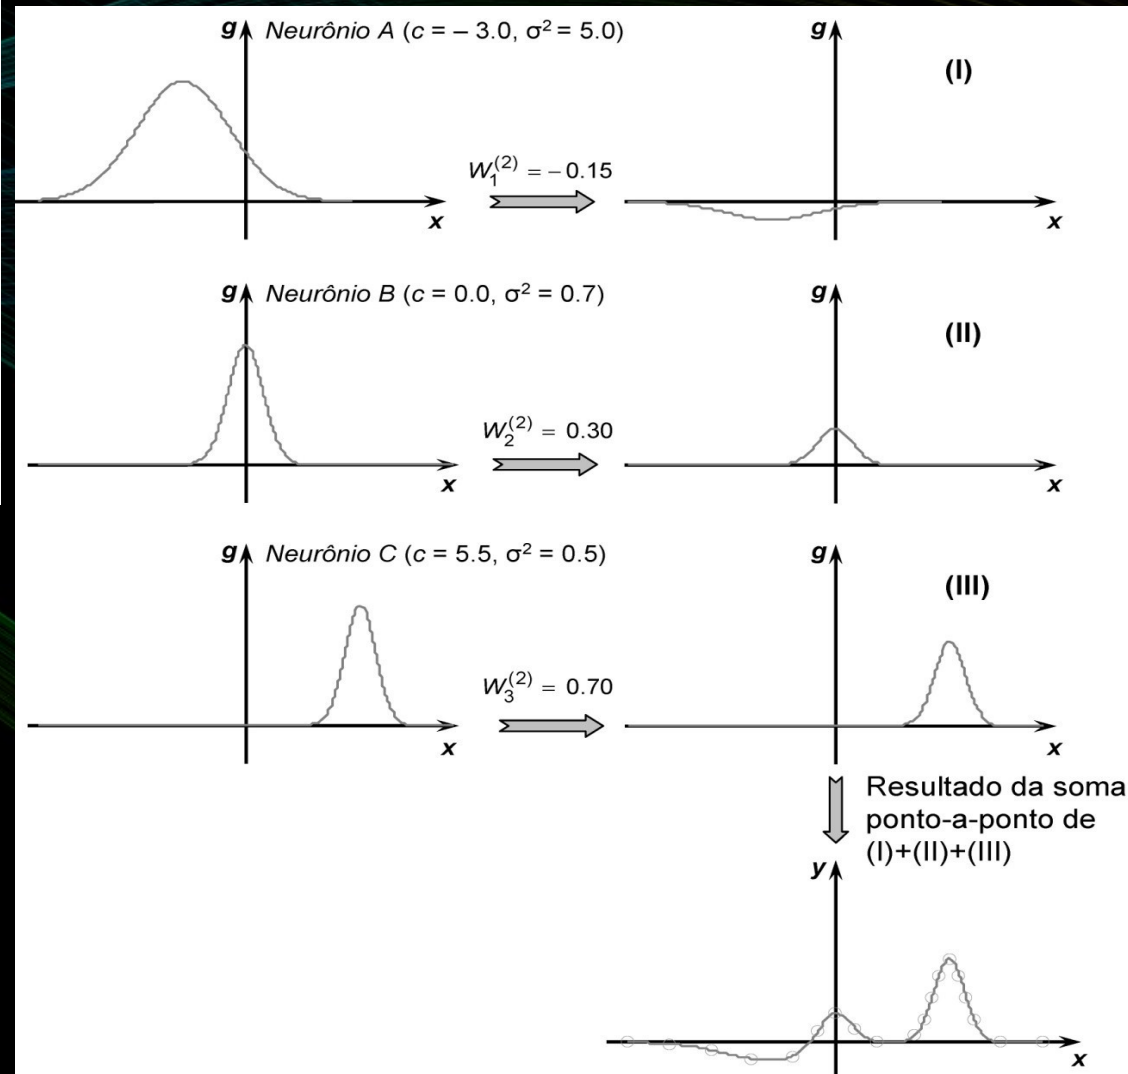 g Neurônio A (c = – 3.0, σ² = 5.0)
g
(I)
W₁⁽²⁾ = – 0.15
x
x
g Neurônio B (c = 0.0, σ² = 0.7)
g
(II)
W₂⁽²⁾ = 0.30
x
x
g Neurônio C (c = 5.5, σ² = 0.5)
g
(III)
W₃⁽²⁾ = 0.70
x
x
Resultado da soma
ponto-a-ponto de
(I)+(II)+(III)
y
x